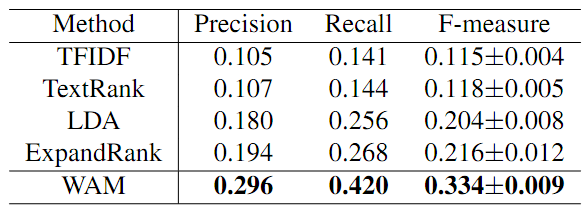 Method Precision Recall F-measure
TFIDF 0.105 0.141 0.115±0.004
TextRank 0.107 0.144 0.118±0.005
LDA 0.180 0.256 0.204±0.008
ExpandRank 0.194 0.268 0.216±0.012
WAM 0.296 0.420 0.334±0.009